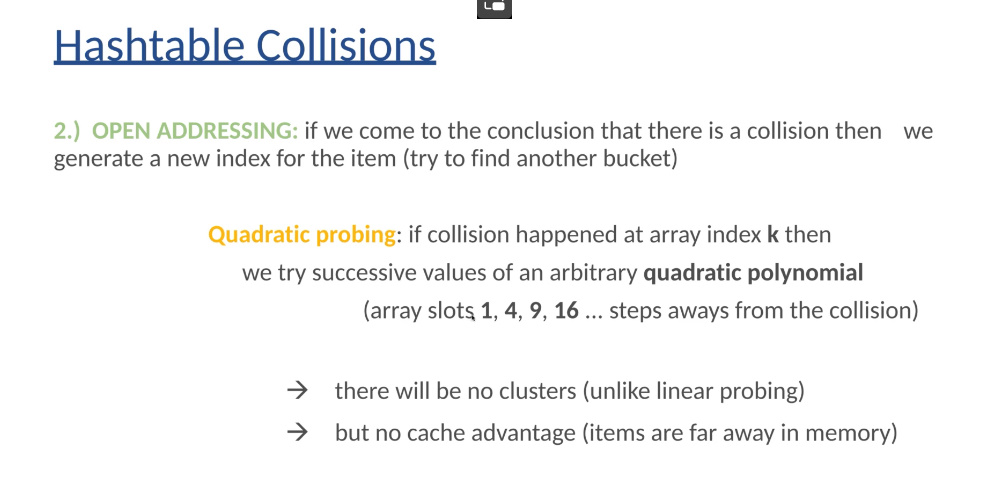 Hashtable Collisions
2.) OPEN ADDRESSING: if we come to the conclusion that there is a collision then we
generate a new index for the item (try to find another bucket)
Quadratic probing: if collision happened at array index k then
we try successive values of an arbitrary quadratic polynomial
(array slots 1, 4, 9, 16 ... steps aways from the collision)
→ there will be no clusters (unlike linear probing)
→ but no cache advantage (items are far away in memory)